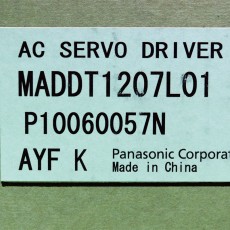 AC SERVO DRIVER
MADDT1207L01
P10060057N
AYF K Panasonic Corporat
Made in China